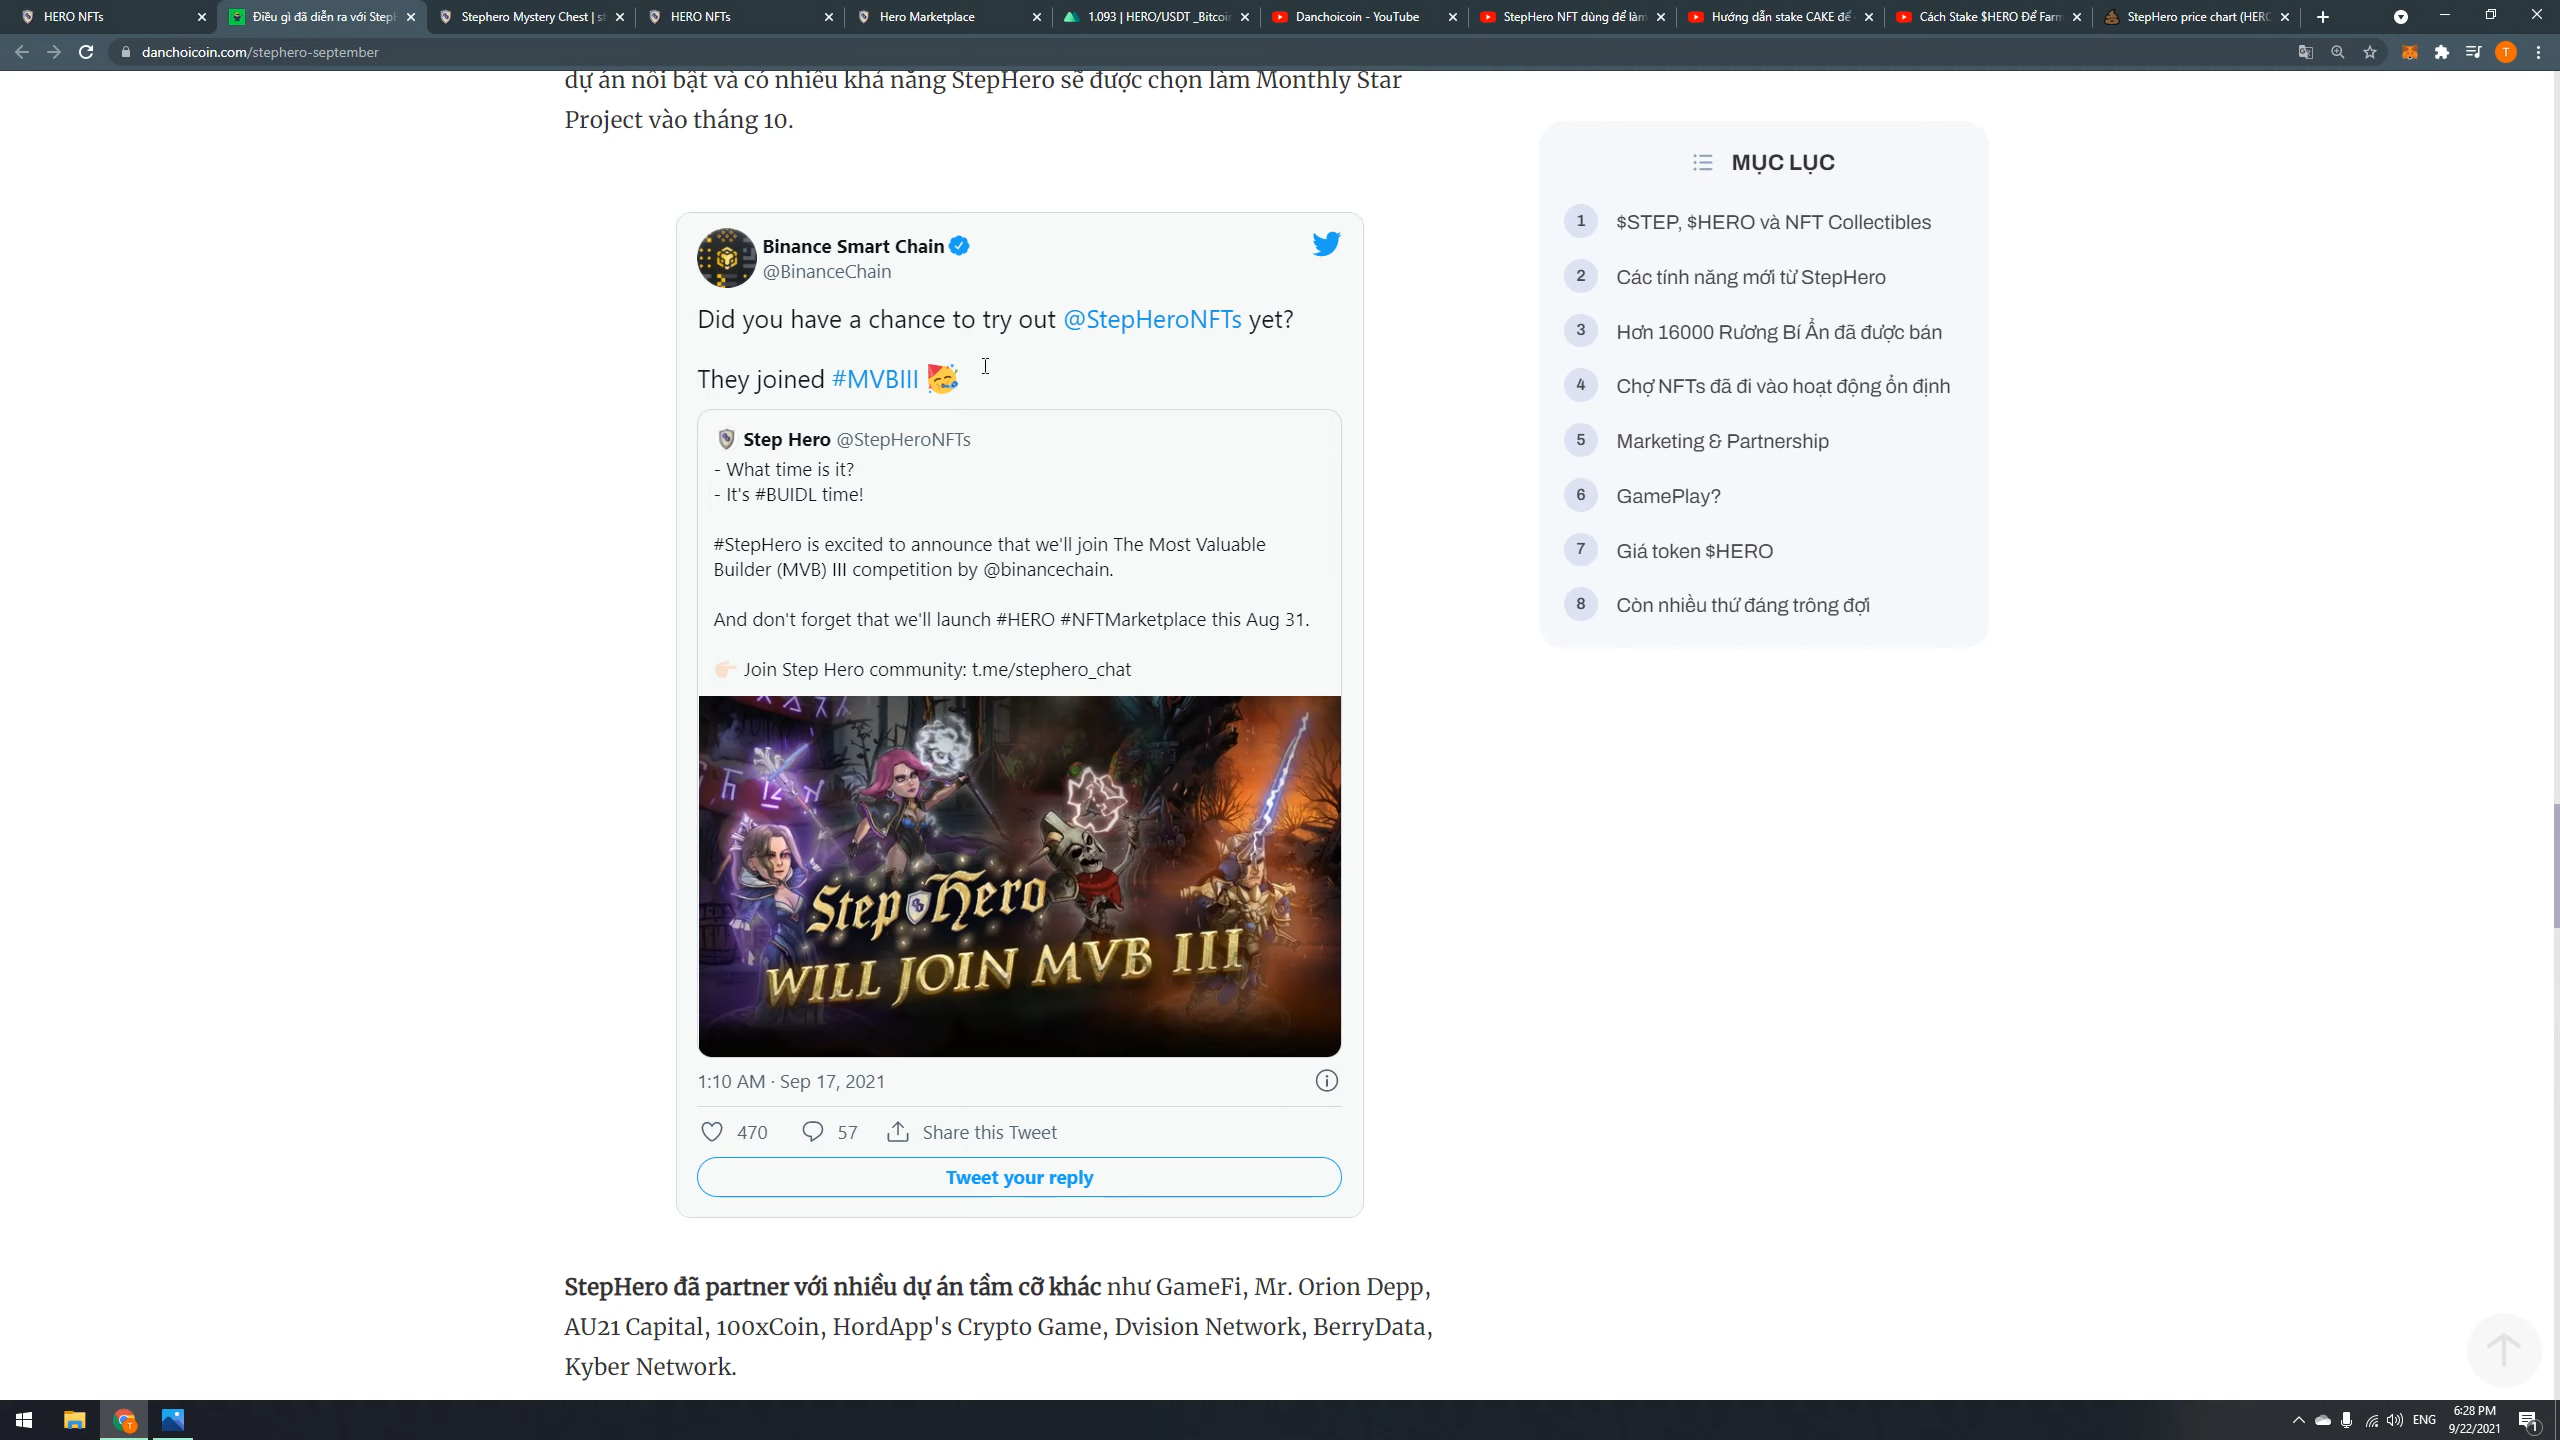 HERO NFTs
Điều gì đã diễn ra với Step
Stephero Mystery Chest | st
HERO NFTs
Hero Marketplace
1.093 | HERO/USDT _Bitcoi
Danchoicoin - YouTube
StepHero NFT dùng để làm
Hướng dẫn stake CAKE để
Cách Stake $HERO Để Farm
StepHero price chart (HERO
danchoicoin.com/stephero-september
T
dự án nổi bật và có nhiều khả năng StepHero sẽ được chọn làm Monthly Star
Project vào tháng 10.
Binance Smart Chain
@BinanceChain
Did you have a chance to try out @StepHeroNFTs yet?
They joined #MVBIII
Step Hero @StepHeroNFTs
- What time is it?
- It's #BUIDL time!
#StepHero is excited to announce that we'll join The Most Valuable
Builder (MVB) III competition by @binancechain.
And don't forget that we'll launch #HERO #NFTMarketplace this Aug 31.
Join Step Hero community: t.me/stephero_chat
Step Hero
WILL JOIN MVB III
1:10 AM · Sep 17, 2021
470
57
Share this Tweet
Tweet your reply
StepHero đã partner với nhiều dự án tầm cỡ khác như GameFi, Mr. Orion Depp,
AU21 Capital, 100xCoin, HordApp's Crypto Game, Dvision Network, BerryData,
Kyber Network.
MỤC LỤC
1 $STEP, $HERO và NFT Collectibles
2 Các tính năng mới từ StepHero
3 Hơn 16000 Rương Bí Ẩn đã được bán
4 Chợ NFTs đã đi vào hoạt động ổn định
5 Marketing & Partnership
6 GamePlay?
7 Giá token $HERO
8 Còn nhiều thứ đáng trông đợi
ENG
6:28 PM
9/22/2021
1